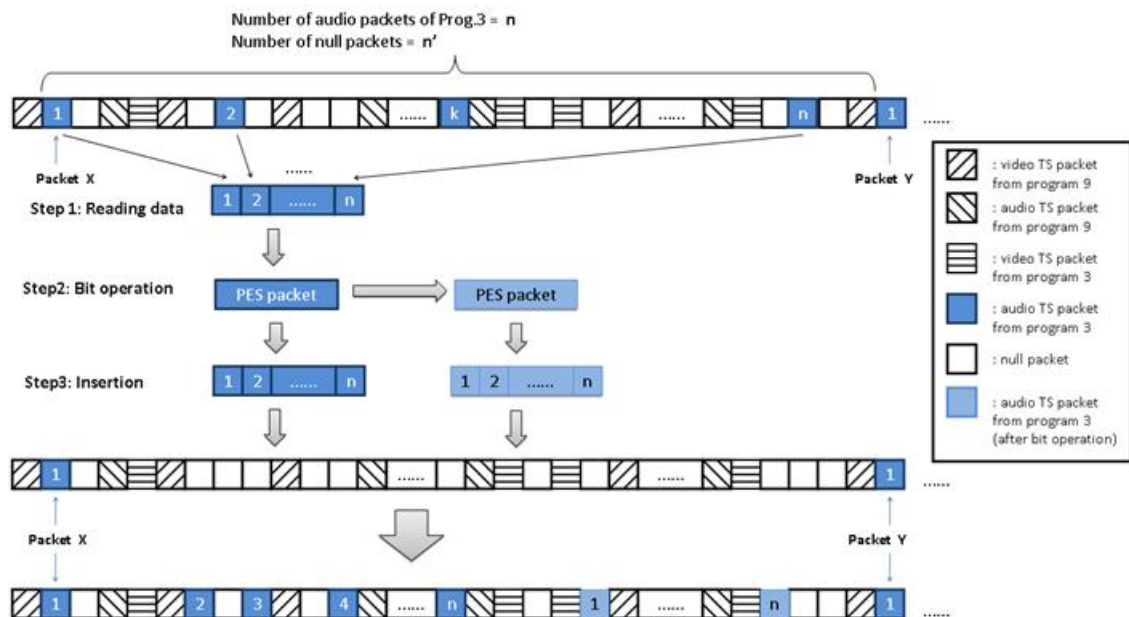 Number of audio packets of Prog.3 = n
Number of null packets = n’
1 2 …… k …… n 1 ……
Packet X
……
Packet Y
Step 1: Reading data
1 2 …… n
Step2: Bit operation
PES packet
PES packet
Step3: Insertion
1 2 …… n
1 2 …… n
1 …… …… 1 ……
Packet X
Packet Y
1 2 3 4 …… n 1 …… n 1 ……
: video TS packet
from program 9
: audio TS packet
from program 9
: video TS packet
from program 3
: audio TS packet
from program 3
: null packet
: audio TS packet
from program 3
(after bit operation)